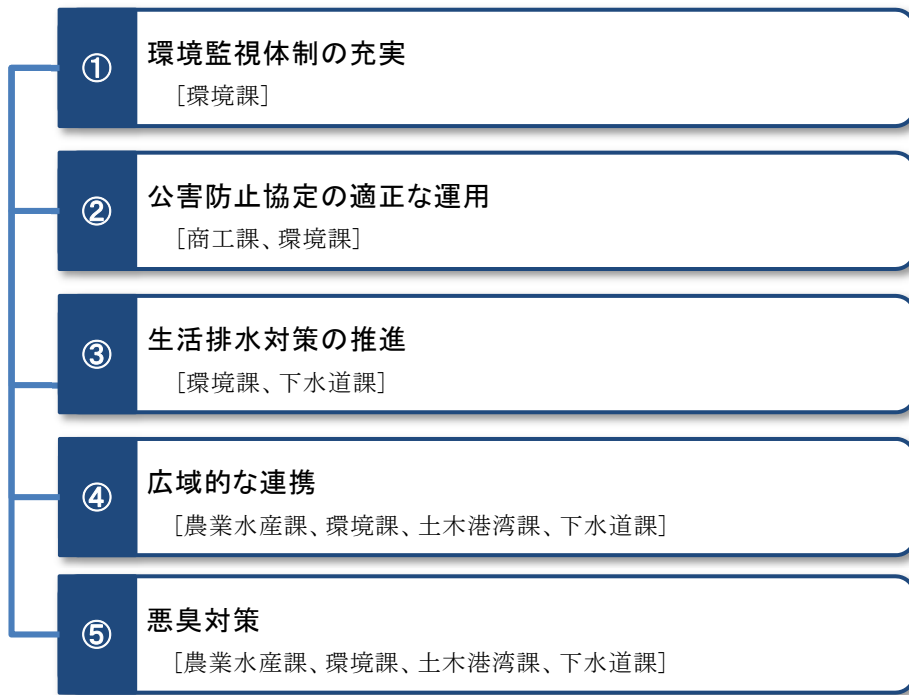 ①
環境監視体制の充実
[環境課]
②
公害防止協定の適正な運用
[商工課、環境課]
③
生活排水対策の推進
[環境課、下水道課]
④
広域的な連携
[農業水産課、環境課、土木港湾課、下水道課]
⑤
悪臭対策
[農業水産課、環境課、土木港湾課、下水道課]